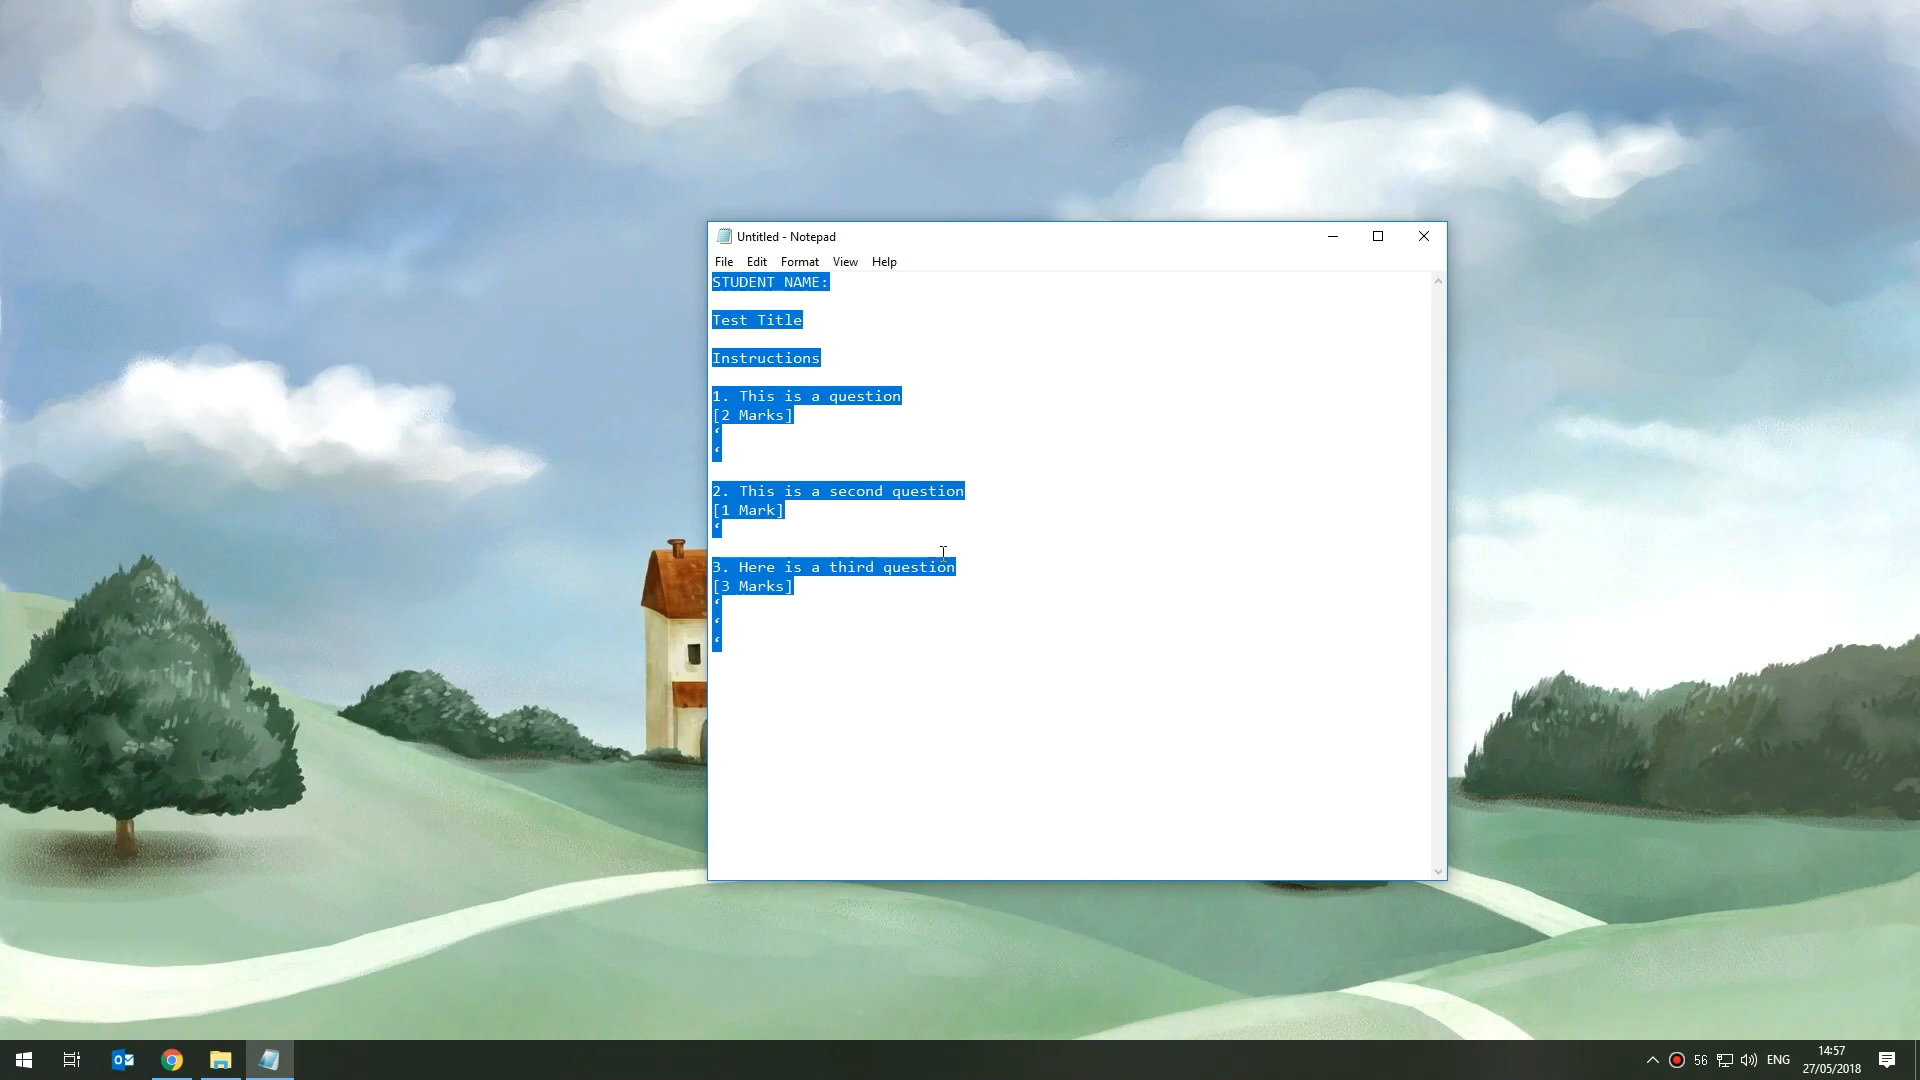 Untitled - Notepad
File Edit Format View Help
STUDENT NAME:
Test Title
Instructions
1. This is a question
[2 Marks]
‘
‘
2. This is a second question
[1 Mark]
‘
3. Here is a third question
[3 Marks]
‘
‘
‘
56 ENG 14:57
27/05/2018